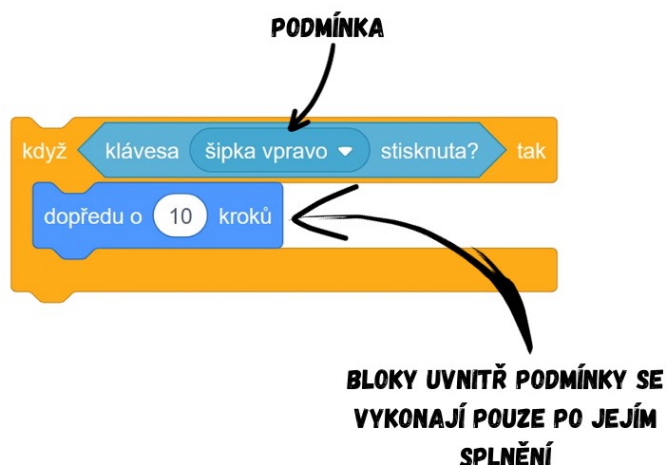 PODMÍNKA
když klávesa šipka vpravo stisknuta? tak
dopředu o 10 kroků
BLOKY UVNITŘ PODMÍNKY SE
VYKONAJÍ POUZE PO JEJÍM
SPLNĚNÍ